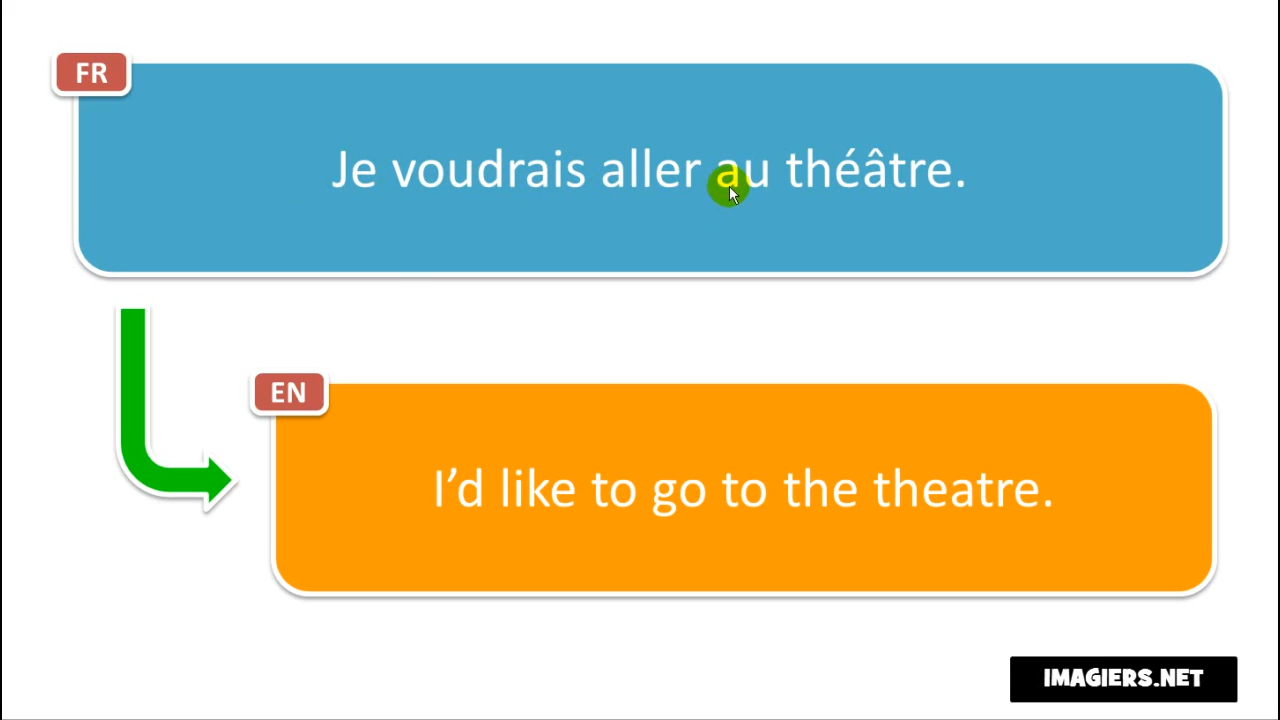 FR
Je voudrais aller au théâtre.
EN
I’d like to go to the theatre.
IMAGIERS.NET